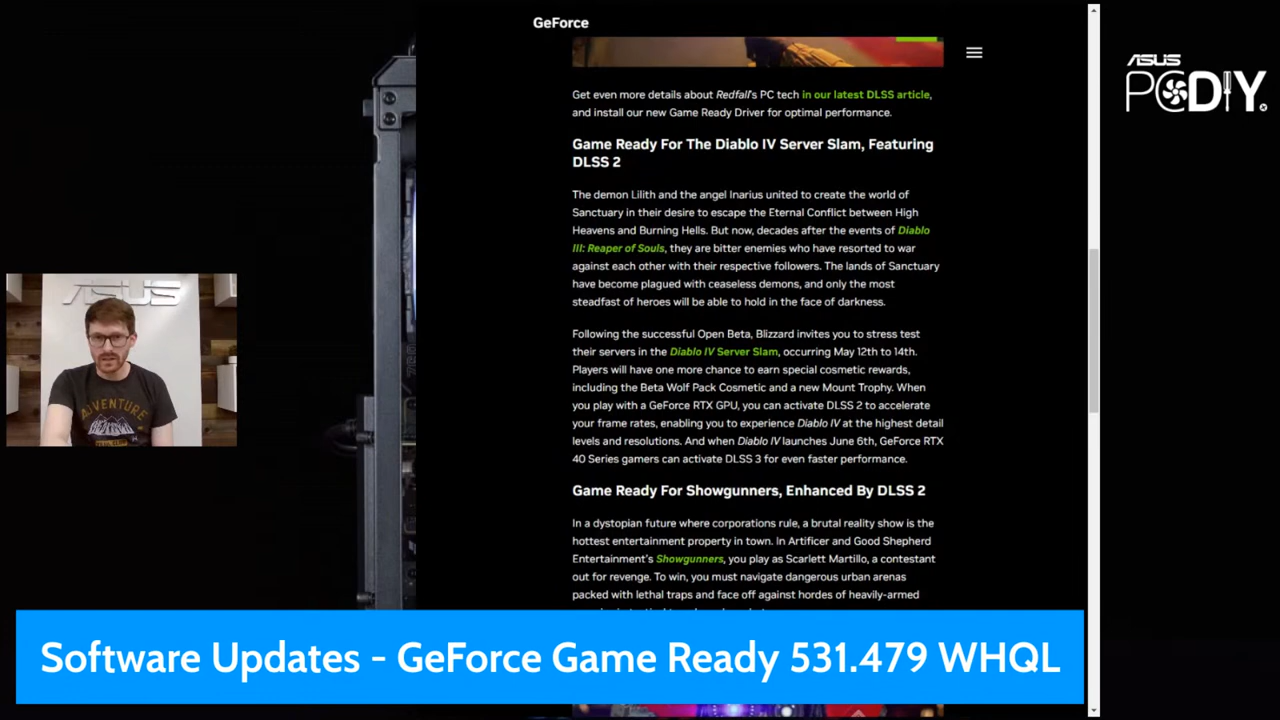 GeForce
Get even more details about Redfall's PC tech in our latest DLSS article,
and install our new Game Ready Driver for optimal performance.
Game Ready For The Diablo IV Server Slam, Featuring
DLSS 2
The demon Lilith and the angel Inarius united to create the world of
Sanctuary in their desire to escape the Eternal Conflict between High
Heavens and Burning Hells. But now, decades after the events of Diablo
III: Reaper of Souls, they are bitter enemies who have resorted to war
against each other with their respective followers. The lands of Sanctuary
have become plagued with ceaseless demons, and only the most
steadfast of heroes will be able to hold in the face of darkness.
Following the successful Open Beta, Blizzard invites you to stress test
their servers in the Diablo IV Server Slam, occurring May 12th to 14th.
Players will have one more chance to earn special cosmetic rewards,
including the Beta Wolf Pack Cosmetic and a new Mount Trophy. When
you play with a GeForce RTX GPU, you can activate DLSS 2 to accelerate
your frame rates, enabling you to experience Diablo IV at the highest detail
levels and resolutions. And when Diablo IV launches June 6th, GeForce RTX
40 Series gamers can activate DLSS 3 for even faster performance.
Game Ready For Showgunners, Enhanced By DLSS 2
In a dystopian future where corporations rule, a brutal reality show is the
hottest entertainment property in town. In Artificer and Good Shepherd
Entertainment's Showgunners, you play as Scarlett Martillo, a contestant
out for revenge. To win, you must navigate dangerous urban arenas
packed with lethal traps and face off against hordes of heavily-armed
ASUS
PCDIY.
ASUS
ADVENTURE
Software Updates - GeForce Game Ready 531.479 WHQL